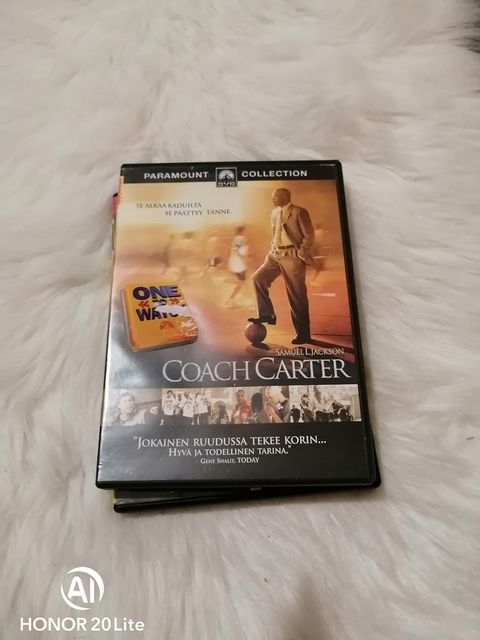 PARAMOUNT DVD COLLECTION
SE ALKAA KADUILTA
SE PÄÄTTYY TÄNNE.
ONE
TO
SAMUEL L. JACKSON
COACH CARTER
"JOKAINEN RUUDUSSA TEKEE KORIN...
HYVÄ JA TODELLINEN TARINA."
GENE SHALIT, TODAY
AI
HONOR 20 Lite